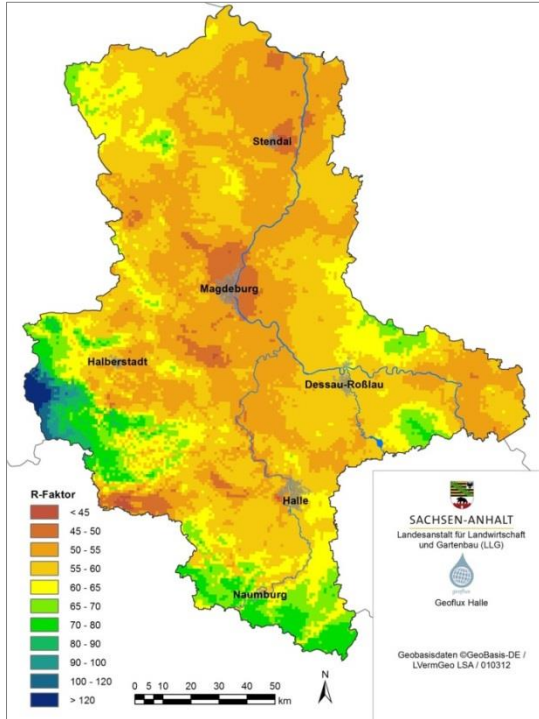 Stendal
Magdeburg
Halberstadt
Dessau-Roßlau
Halle
Naumburg
R-Faktor
< 45
45 - 50
50 - 55
55 - 60
60 - 65
65 - 70
70 - 80
80 - 90
90 - 100
100 - 120
> 120
0 5 10 20 30 40 50
km
N
SACHSEN-ANHALT
Landesanstalt für Landwirtschaft
und Gartenbau (LLG)
geoflux
Geoflux Halle
Geobasisdaten ©GeoBasis-DE /
LVermGeo LSA / 010312